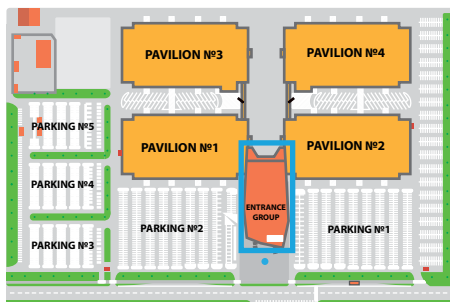 PAVILION №3
PAVILION №4
PARKING №5
PAVILION №1
PAVILION №2
PARKING №4
ENTRANCE
GROUP
PARKING №3
PARKING №2
PARKING №1